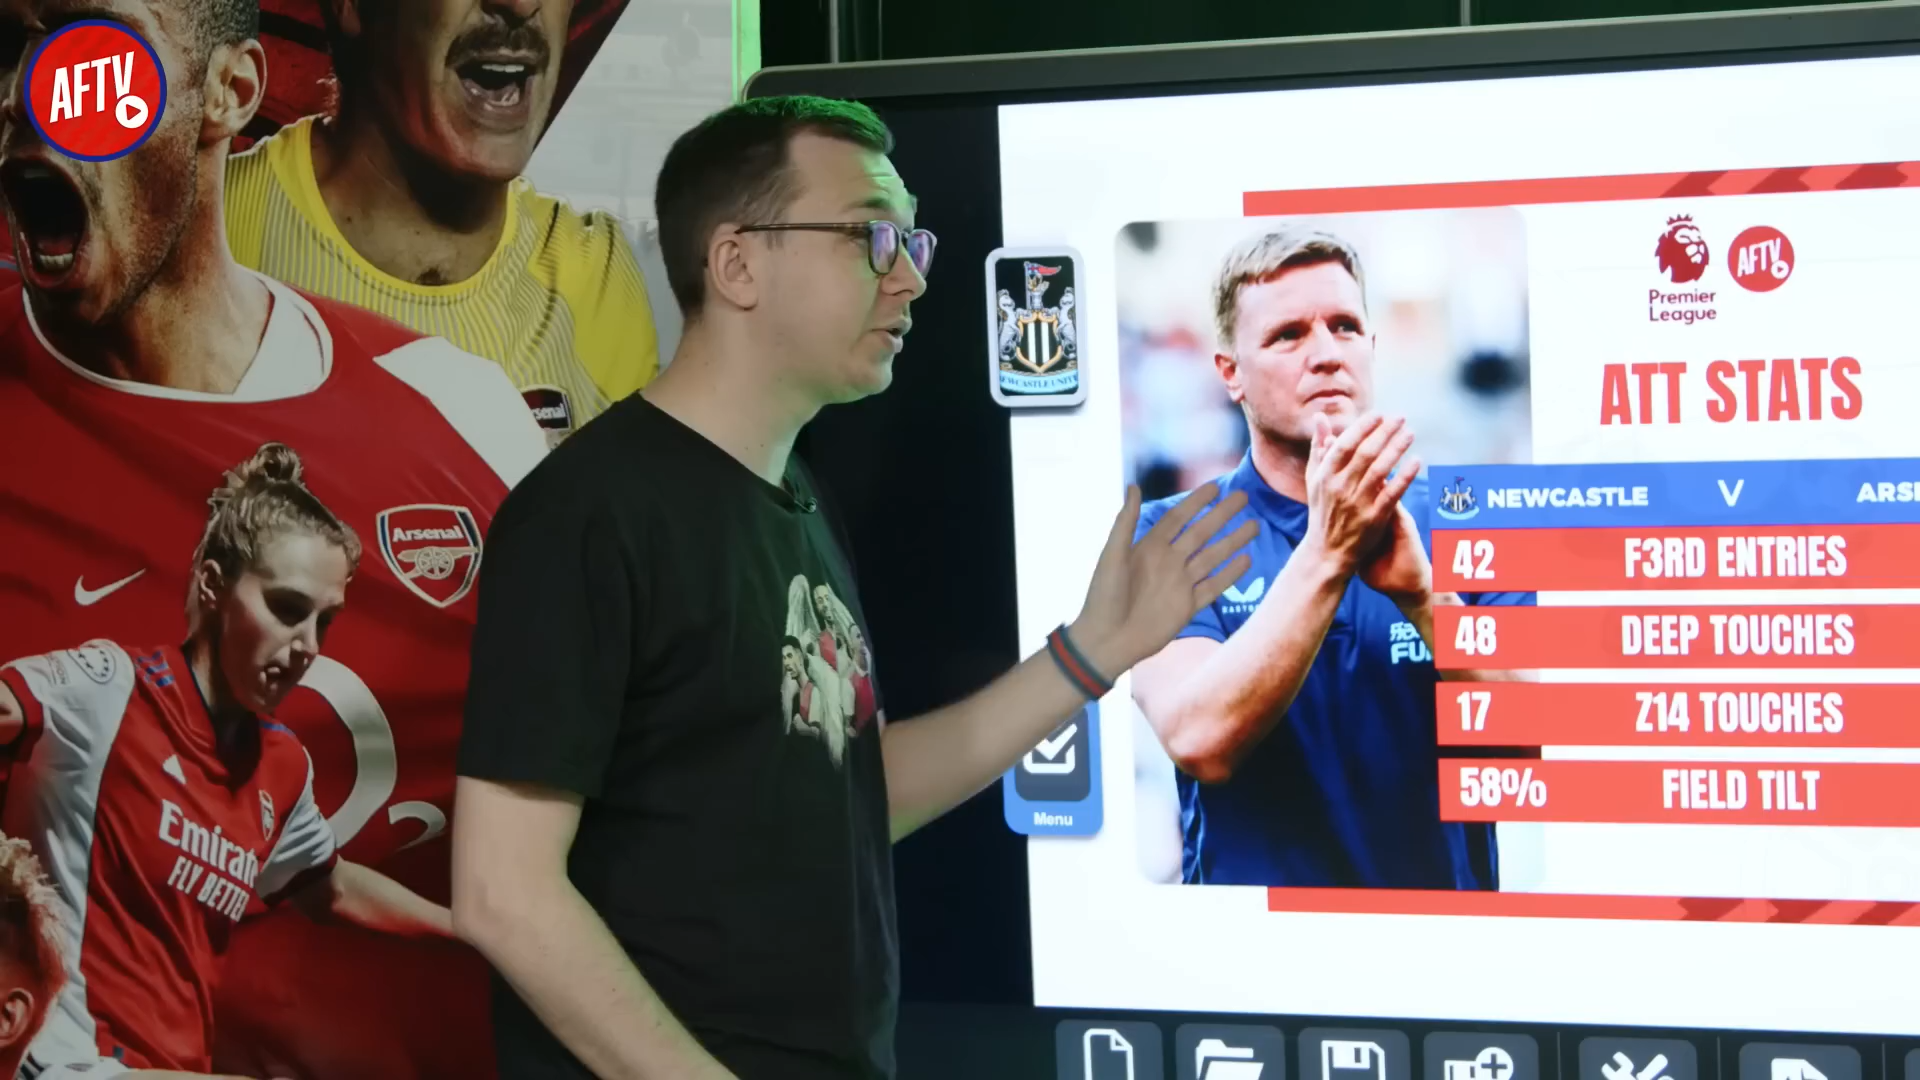 AFTV
Arsenal
Emirates
FLY BETTER
Premier
League
AFTV
ATT STATS
NEWCASTLE V ARSE
42 F3RD ENTRIES
48 DEEP TOUCHES
17 Z14 TOUCHES
58% FIELD TILT
Menu